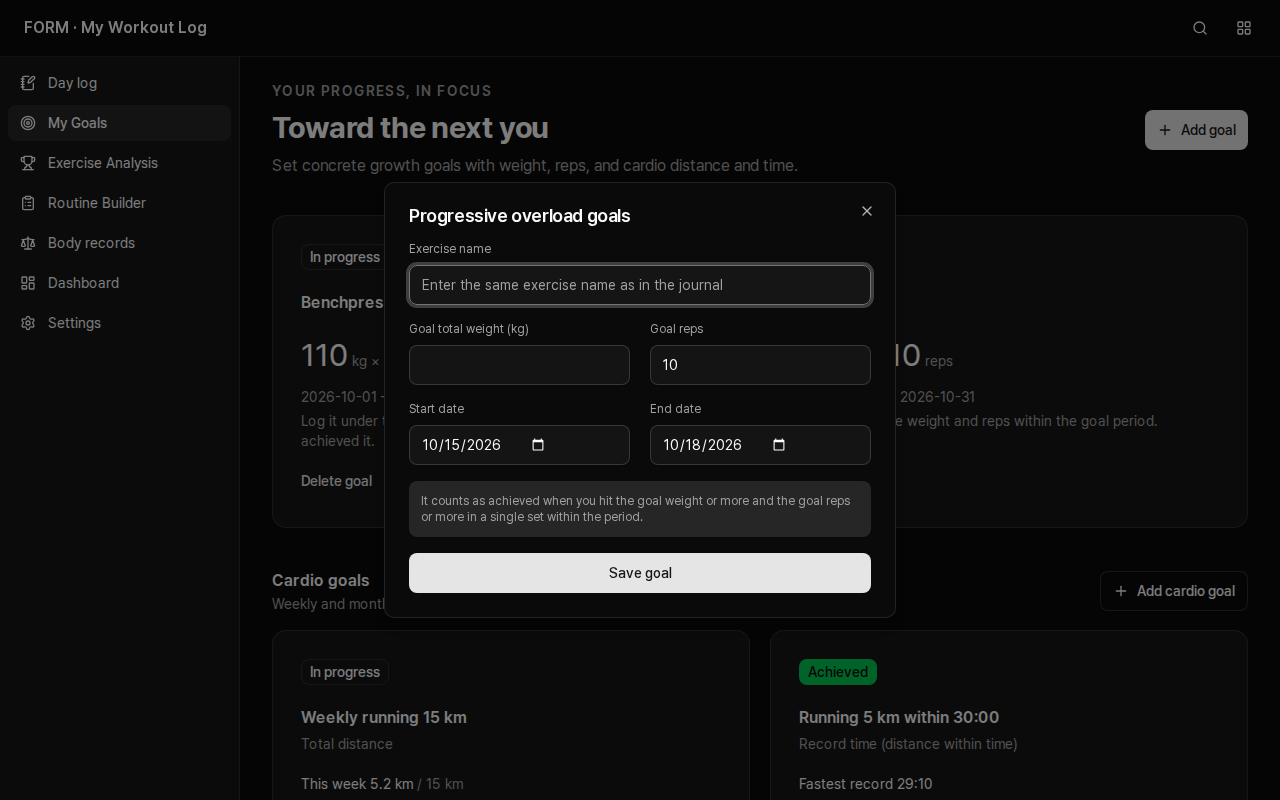 FORM · My Workout Log
Day log
My Goals
Exercise Analysis
Routine Builder
Body records
Dashboard
Settings
YOUR PROGRESS, IN FOCUS
Toward the next you
Set concrete growth goals with weight, reps, and cardio distance and time.
Add goal
In progress
Benchpres
110 kg ×
2026-10-01 -
Log it under
achieved it.
Delete goal
10 reps
2026-10-31
weight and reps within the goal period.
Progressive overload goals
Exercise name
Enter the same exercise name as in the journal
Goal total weight (kg)
Goal reps
10
Start date
End date
10/15/2026
10/18/2026
It counts as achieved when you hit the goal weight or more and the goal reps
or more in a single set within the period.
Save goal
Cardio goals
Weekly and
Add cardio goal
In progress
Weekly running 15 km
Total distance
This week 5.2 km / 15 km
Achieved
Running 5 km within 30:00
Record time (distance within time)
Fastest record 29:10